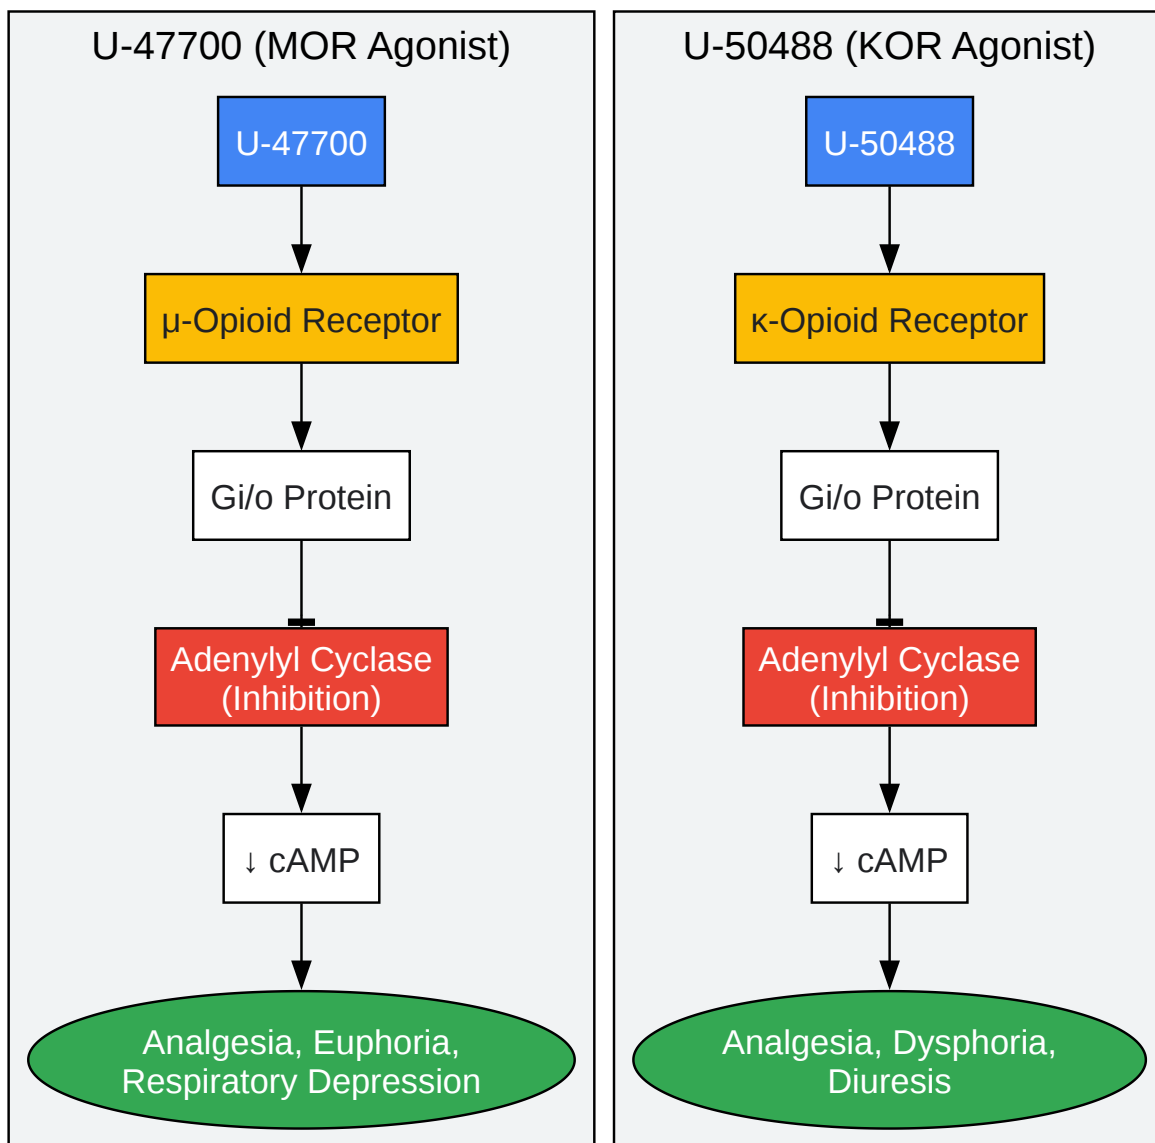 U-47700 (MOR Agonist)
U-47700
μ-Opioid Receptor
Gi/o Protein
Adenylyl Cyclase
(Inhibition)
↓ cAMP
Analgesia, Euphoria,
Respiratory Depression
U-50488 (KOR Agonist)
U-50488
κ-Opioid Receptor
Gi/o Protein
Adenylyl Cyclase
(Inhibition)
↓ cAMP
Analgesia, Dysphoria,
Diuresis